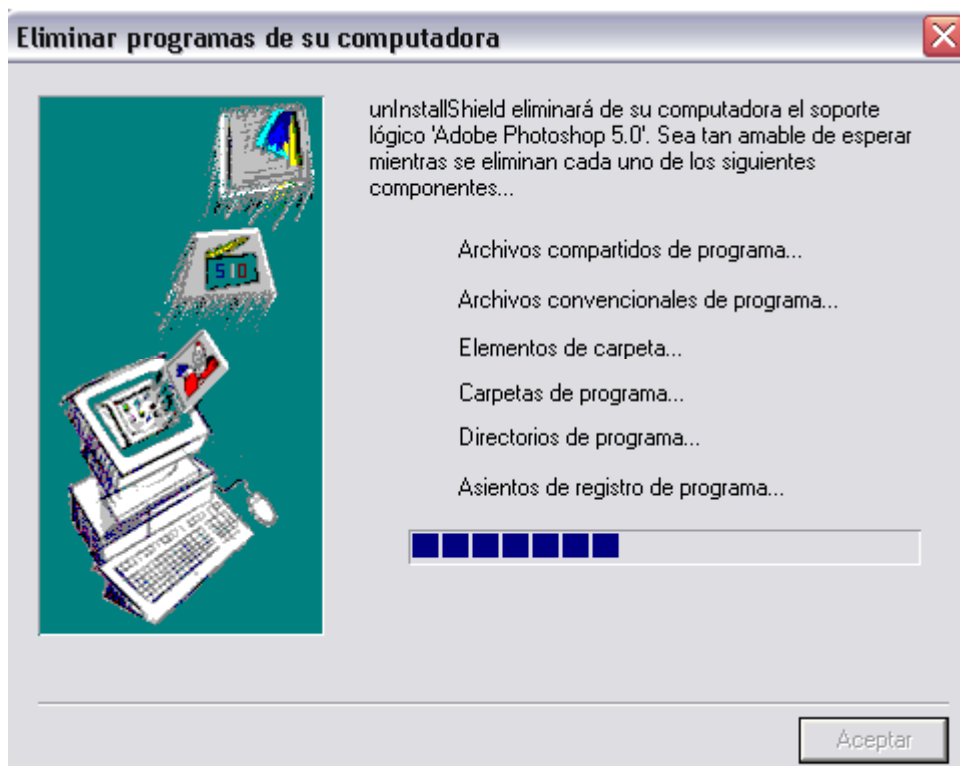 Eliminar programas de su computadora
unInstallShield eliminará de su computadora el soporte
lógico 'Adobe Photoshop 5.0'. Sea tan amable de esperar
mientras se eliminan cada uno de los siguientes
componentes...
Archivos compartidos de programa...
Archivos convencionales de programa...
Elementos de carpeta...
Carpetas de programa...
Directorios de programa...
Asientos de registro de programa...
Aceptar